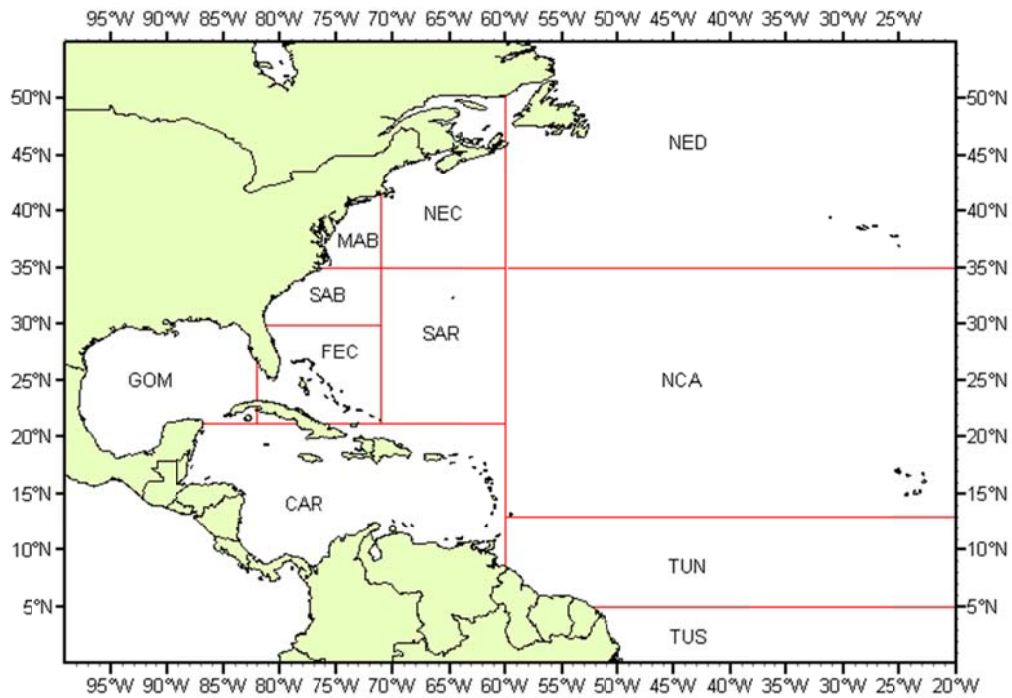 95°W 90°W 85°W 80°W 75°W 70°W 65°W 60°W 55°W 50°W 45°W 40°W 35°W 30°W 25°W
50°N 50°N
NED
45°N 45°N
40°N NEC 40°N
MAB
35°N 35°N
SAB
30°N SAR 30°N
FEC
25°N GOM NCA 25°N
20°N 20°N
15°N CAR 15°N
10°N TUN 10°N
5°N 5°N
TUS
95°W 90°W 85°W 80°W 75°W 70°W 65°W 60°W 55°W 50°W 45°W 40°W 35°W 30°W 25°W 20°W